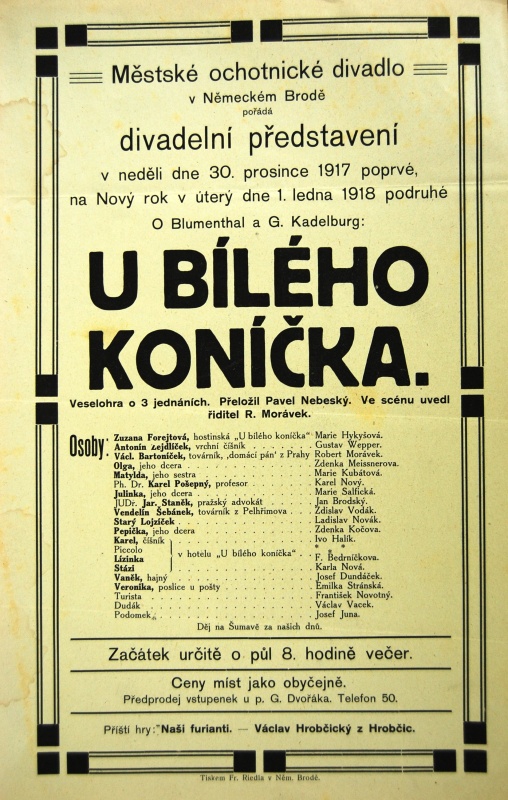 Městské ochotnické divadlo
v Německém Brodě
pořádá
divadelní představení
v neděli dne 30. prosince 1917 poprvé,
na Nový rok v úterý dne 1. ledna 1918 podruhé
O Blumenthal a G. Kadelburg:
U BÍLÉHO
KONÍČKA.
Veselohra o 3 jednáních. Přeložil Pavel Nebeský. Ve scénu uvedl
řiditel R. Morávek.
Osoby:
Zuzana Forejtová, hostinská „U bílého koníčka" Marie Hykyšová.
Antonín Zejdlíček, vrchní číšník . . . . . . . . Gustav Wepper.
Václ. Bartoníček, továrník, ‚domácí pán' z Prahy Robert Morávek.
Olga, jeho dcera . . . . . . . . Zdenka Meissnerova.
Matylda, jeho sestra . . . . . . . . Marie Kubátová.
Ph. Dr. Karel Pošepný, profesor . . . . . . . . Karel Nový.
Julinka, jeho dcera . . . . . . . . Marie Salfická.
JUDr. Jar. Staněk, pražský advokát . . . . . . . . Jan Brodský.
Vendelín Šebánek, továrník z Pelhřimova . . Zdislav Vodák.
Starý Lojzíček . . . . . . . . Ladislav Novák.
Pepička, jeho dcera . . . . . . . . Zdenka Kočova.
Karel, číšník . . . . . . . . Ivo Halík.
Piccolo * * *
Lízinka v hotelu „U bílého koníčka" . . F. Bedrníčkova.
Stázi Karla Nová.
Vaněk, hajný . . . . . . . . Josef Dundáček.
Veronika, poslice u pošty . . . . . . . . Emilka Stránská.
Turista . . . . . . . . František Novotný.
Dudák . . . . . . . . Václav Vacek.
Podomek . . . . . . . . Josef Juna.
Děj na Šumavě za našich dnů.
Začátek určitě o půl 8. hodině večer.
Ceny míst jako obyčejně.
Předprodej vstupenek u p. G. Dvořáka. Telefon 50.
Příští hry: "Naši furianti. — Václav Hrobčický z Hrobčic.
Tiskem Fr. Riedla v Něm. Brodě.